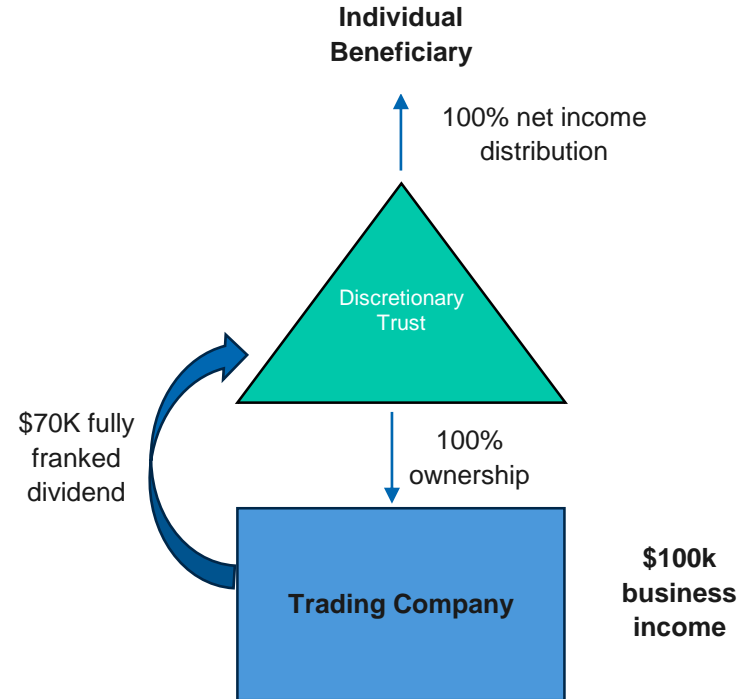 Individual
Beneficiary
100% net income
distribution
Discretionary
Trust
$70K fully
franked
dividend
100%
ownership
Trading Company
$100k
business
income